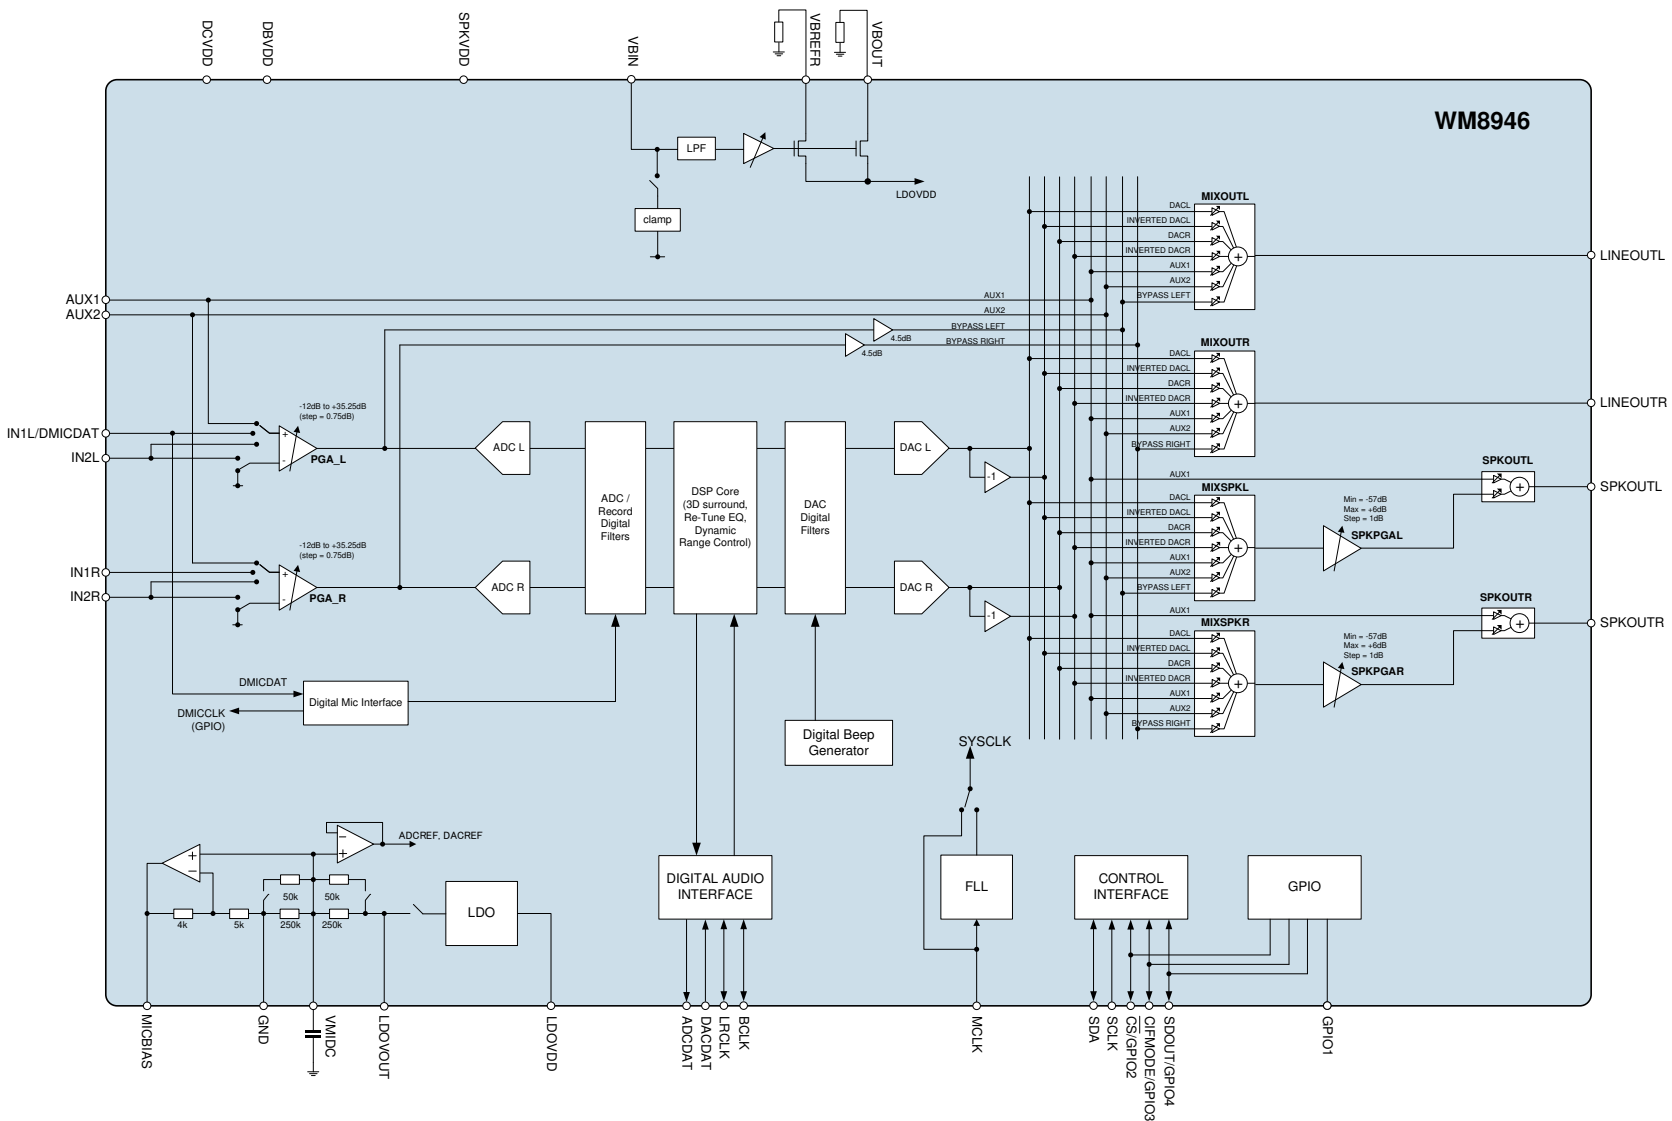 DCVDD
DBVDD
SPKVDD
VBIN
VBREFR
VBOUT
WM8946
LPF
clamp
LDOVDD
MIXOUTL
DACL
INVERTED DACL
DACR
INVERTED DACR
AUX1
AUX2
BYPASS LEFT
+
LINEOUTL
AUX1
AUX2
AUX1
AUX2
BYPASS LEFT
4.5dB
BYPASS RIGHT
4.5dB
MIXOUTR
DACL
INVERTED DACL
DACR
INVERTED DACR
AUX1
AUX2
BYPASS RIGHT
+
LINEOUTR
IN1L/DMICDAT
IN2L
-12dB to +35.25dB
(step = 0.75dB)
+
-
PGA_L
ADC L
ADC /
Record
Digital
Filters
DSP Core
(3D surround,
Re-Tune EQ,
Dynamic
Range Control)
DAC
Digital
Filters
DAC L
-1
AUX1
SPKOUTL
+
SPKOUTL
MIXSPKL
DACL
INVERTED DACL
DACR
INVERTED DACR
AUX1
AUX2
BYPASS LEFT
+
Min = -57dB
Max = +6dB
Step = 1dB
SPKPGAL
IN1R
IN2R
-12dB to +35.25dB
(step = 0.75dB)
+
-
PGA_R
ADC R
DAC R
-1
AUX1
SPKOUTR
+
SPKOUTR
MIXSPKR
DACL
INVERTED DACL
DACR
INVERTED DACR
AUX1
AUX2
BYPASS RIGHT
+
Min = -57dB
Max = +6dB
Step = 1dB
SPKPGAR
DMICDAT
DMICCLK
(GPIO)
Digital Mic Interface
Digital Beep
Generator
SYSCLK
ADCREF, DACREF
-
+
+
-
50k
50k
4k
5k
250k
250k
LDO
DIGITAL AUDIO
INTERFACE
FLL
CONTROL
INTERFACE
GPIO
MICBIAS
GND
VMIDC
LDOVOUT
LDOVDD
ADCDAT
DACDAT
LRCLK
BCLK
MCLK
SDA
SCLK
CS/GPIO2
CIFMODE/GPIO3
SDOUT/GPIO4
GPIO1